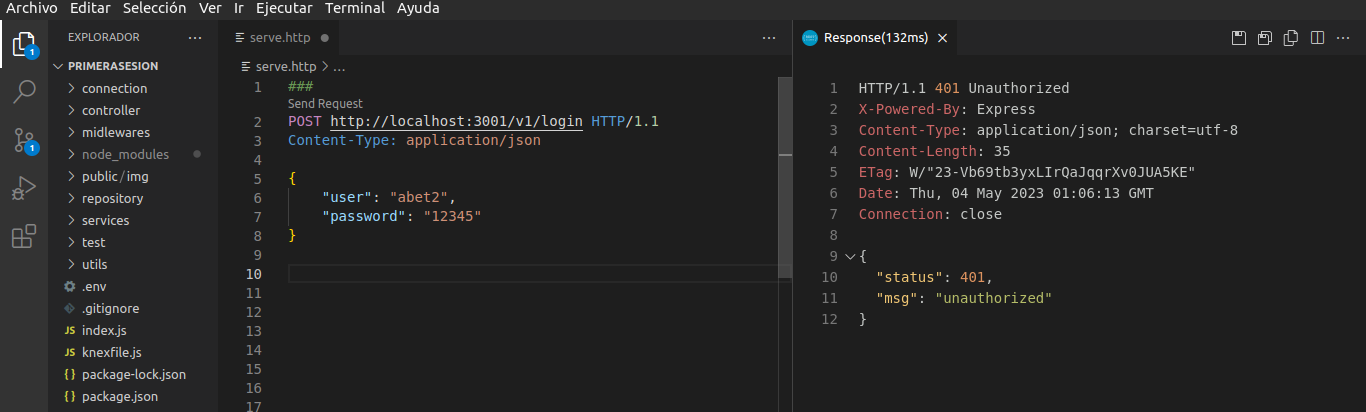 Archivo Editar Selección Ver Ir Ejecutar Terminal Ayuda
EXPLORADOR ...
PRIMERASESION
connection
controller
midlewares
node_modules
public/img
repository
services
test
utils
.env
.gitignore
JS index.js
JS knexfile.js
{} package-lock.json
{} package.json
1
1
serve.http
...
serve.http > ...
1 ###
Send Request
2 POST http://localhost:3001/v1/login HTTP/1.1
3 Content-Type: application/json
4
5 {
6 "user": "abet2",
7 "password": "12345"
8 }
9
10
11
12
13
14
15
16
17
Response(132ms) ×
...
1 HTTP/1.1 401 Unauthorized
2 X-Powered-By: Express
3 Content-Type: application/json; charset=utf-8
4 Content-Length: 35
5 ETag: W/"23-Vb69tb3yxLIrQaJqqrXv0JUA5KE"
6 Date: Thu, 04 May 2023 01:06:13 GMT
7 Connection: close
8
9 {
10 "status": 401,
11 "msg": "unauthorized"
12 }